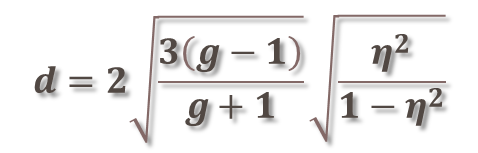 d = 2 √(3(g − 1)/(g + 1)) √(η²/(1 − η²))